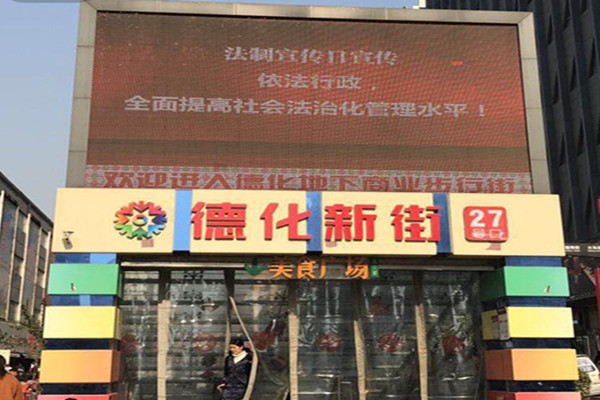 法制宣传日宣传
依法行政，
全面提高社会法治化管理水平！
欢迎进入德化地下商业步行街
德化新街
27
号口
美食广场